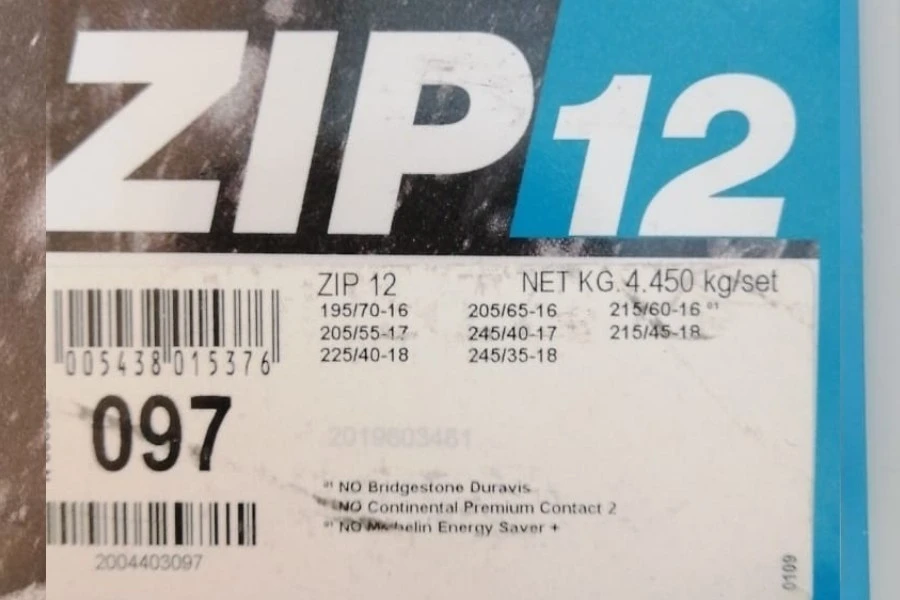 ZIP 12
ZIP 12 NET KG. 4.450 kg/set
195/70-16 205/65-16 215/60-16 °¹
205/55-17 245/40-17 215/45-18
225/40-18 245/35-18
005438 015376
097
2019603461
°¹ NO Bridgestone Duravis
NO Continental Premium Contact 2
°¹ NO Michelin Energy Saver +
2004403097
0109